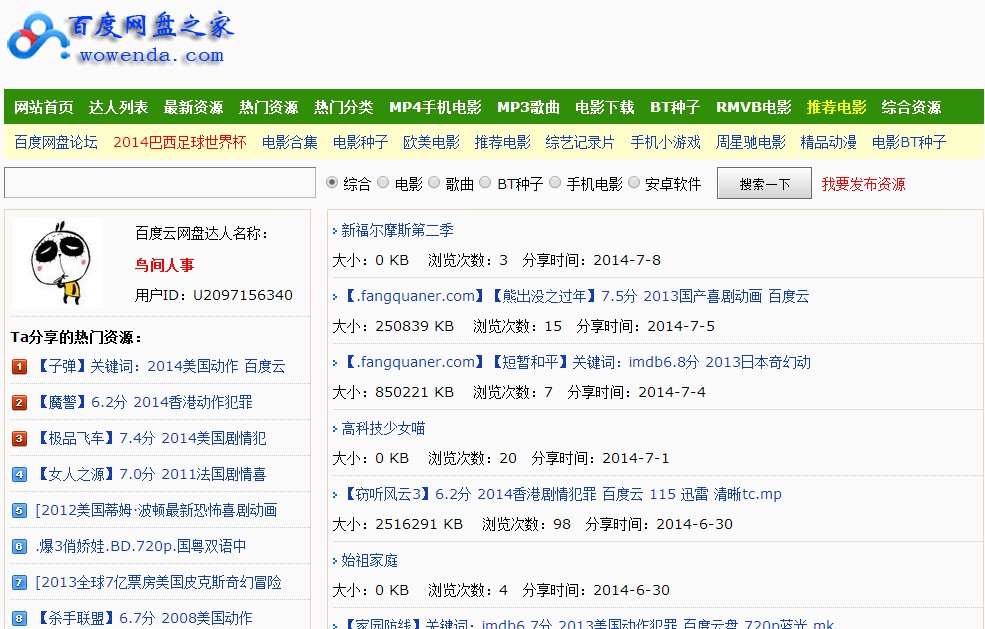 百度网盘之家
wowenda.com
网站首页 达人列表 最新资源 热门资源 热门分类 MP4手机电影 MP3歌曲 电影下载 BT种子 RMVB电影 推荐电影 综合资源
百度网盘论坛 2014巴西足球世界杯 电影合集 电影种子 欧美电影 推荐电影 综艺记录片 手机小游戏 周星驰电影 精品动漫 电影BT种子
综合 电影 歌曲 BT种子 手机电影 安卓软件 搜索一下 我要发布资源
百度云网盘达人名称：
鸟间人事
用户ID：U2097156340
Ta分享的热门资源：
1 【子弹】关键词：2014美国动作 百度云
2 【魔警】6.2分 2014香港动作犯罪
3 【极品飞车】7.4分 2014美国剧情犯
4 【女人之源】7.0分 2011法国剧情喜
5 [2012美国蒂姆·波顿最新恐怖喜剧动画
6 .爆3俏娇娃.BD.720p.国粤双语中
7 [2013全球7亿票房美国皮克斯奇幻冒险
8 【杀手联盟】6.7分 2008美国动作
新福尔摩斯第二季
大小：0 KB 浏览次数：3 分享时间：2014-7-8
【.fangquaner.com】【熊出没之过年】7.5分 2013国产喜剧动画 百度云
大小：250839 KB 浏览次数：15 分享时间：2014-7-5
【.fangquaner.com】【短暂和平】关键词：imdb6.8分 2013日本奇幻动
大小：850221 KB 浏览次数：7 分享时间：2014-7-4
高科技少女喵
大小：0 KB 浏览次数：20 分享时间：2014-7-1
【窃听风云3】6.2分 2014香港剧情犯罪 百度云 115 迅雷 清晰tc.mp
大小：2516291 KB 浏览次数：98 分享时间：2014-6-30
始祖家庭
大小：0 KB 浏览次数：4 分享时间：2014-6-30
【家园防线】关键词：imdb6.7分 2013美国动作犯罪 百度云盘 720p蓝光 mk